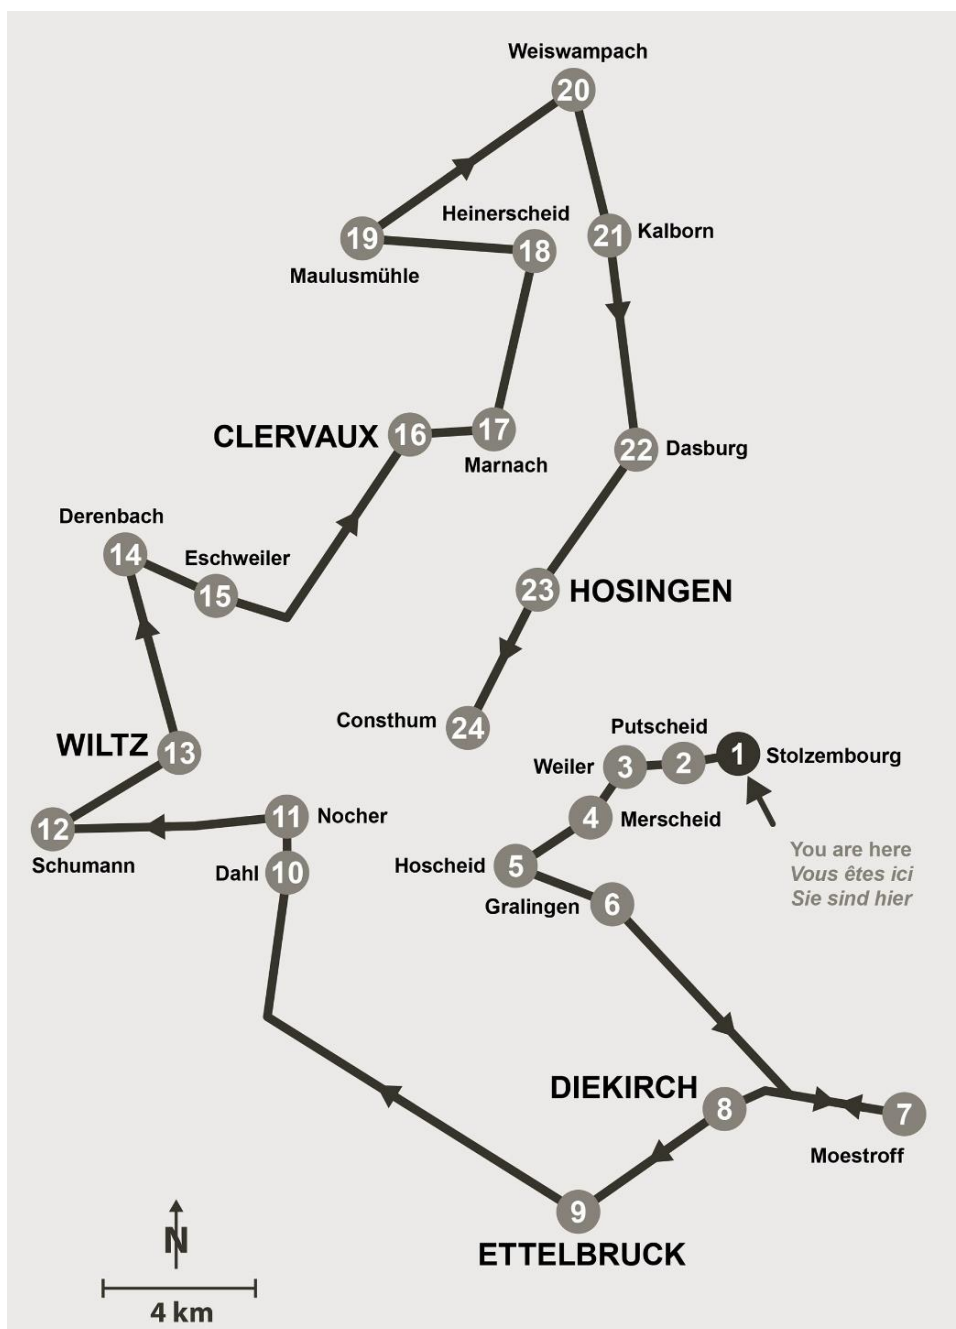 Weiswampach
20
Heinerscheid
19
18
21
Kalborn
Maulusmühle
CLERVAUX
16
17
Marnach
22
Dasburg
Derenbach
14
Eschweiler
15
23
HOSINGEN
Consthum
24
WILTZ
13
Putscheid
Weiler
3
2
1
Stolzembourg
12
Schumann
11
Nocher
4
Merscheid
Dahl
10
Hoscheid
5
Gralingen
6
You are here
Vous êtes ici
Sie sind hier
DIEKIRCH
8
7
Moestroff
9
ETTELBRUCK
N
4 km